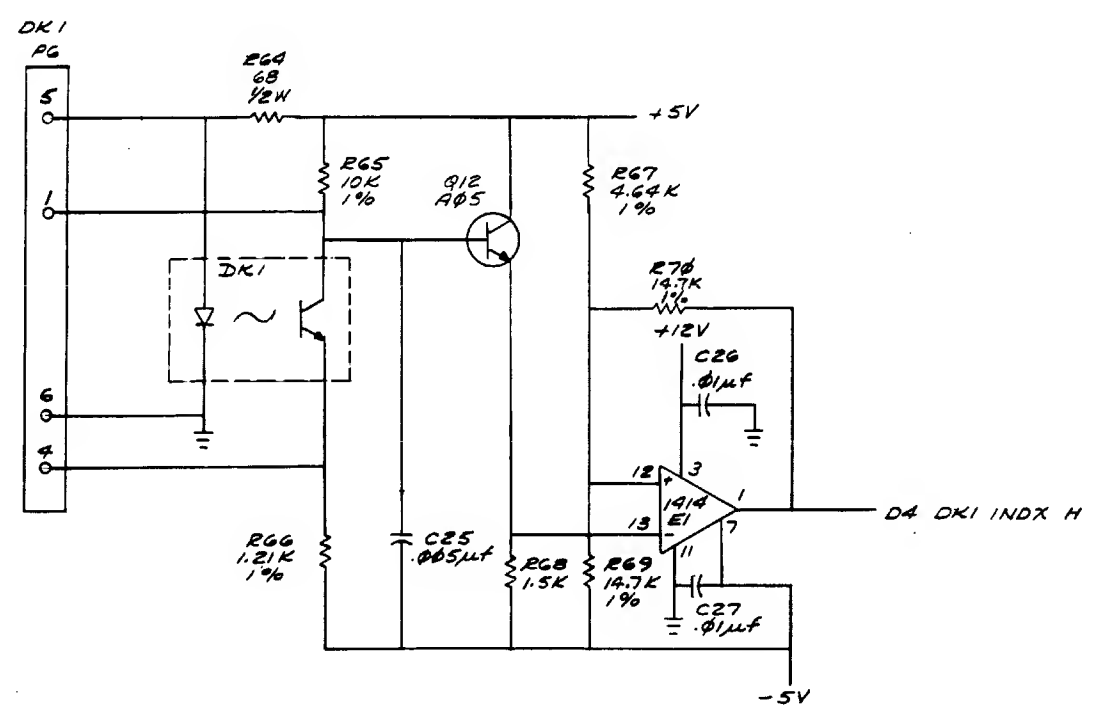 DK1
P6
5
1
6
4
R64
68
1/2W
+5V
R65
10K
1%
Q12
AØ5
R67
4.64K
1%
DK1
R7Ø
14.7K
1%
+12V
C26
.Ø1µf
12
3
+
1414
E1
1
13
-
11
7
D4 DK1 INDX H
R66
1.21K
1%
C25
.ØØ5µf
R68
1.5K
R69
14.7K
1%
C27
.Ø1µf
-5V